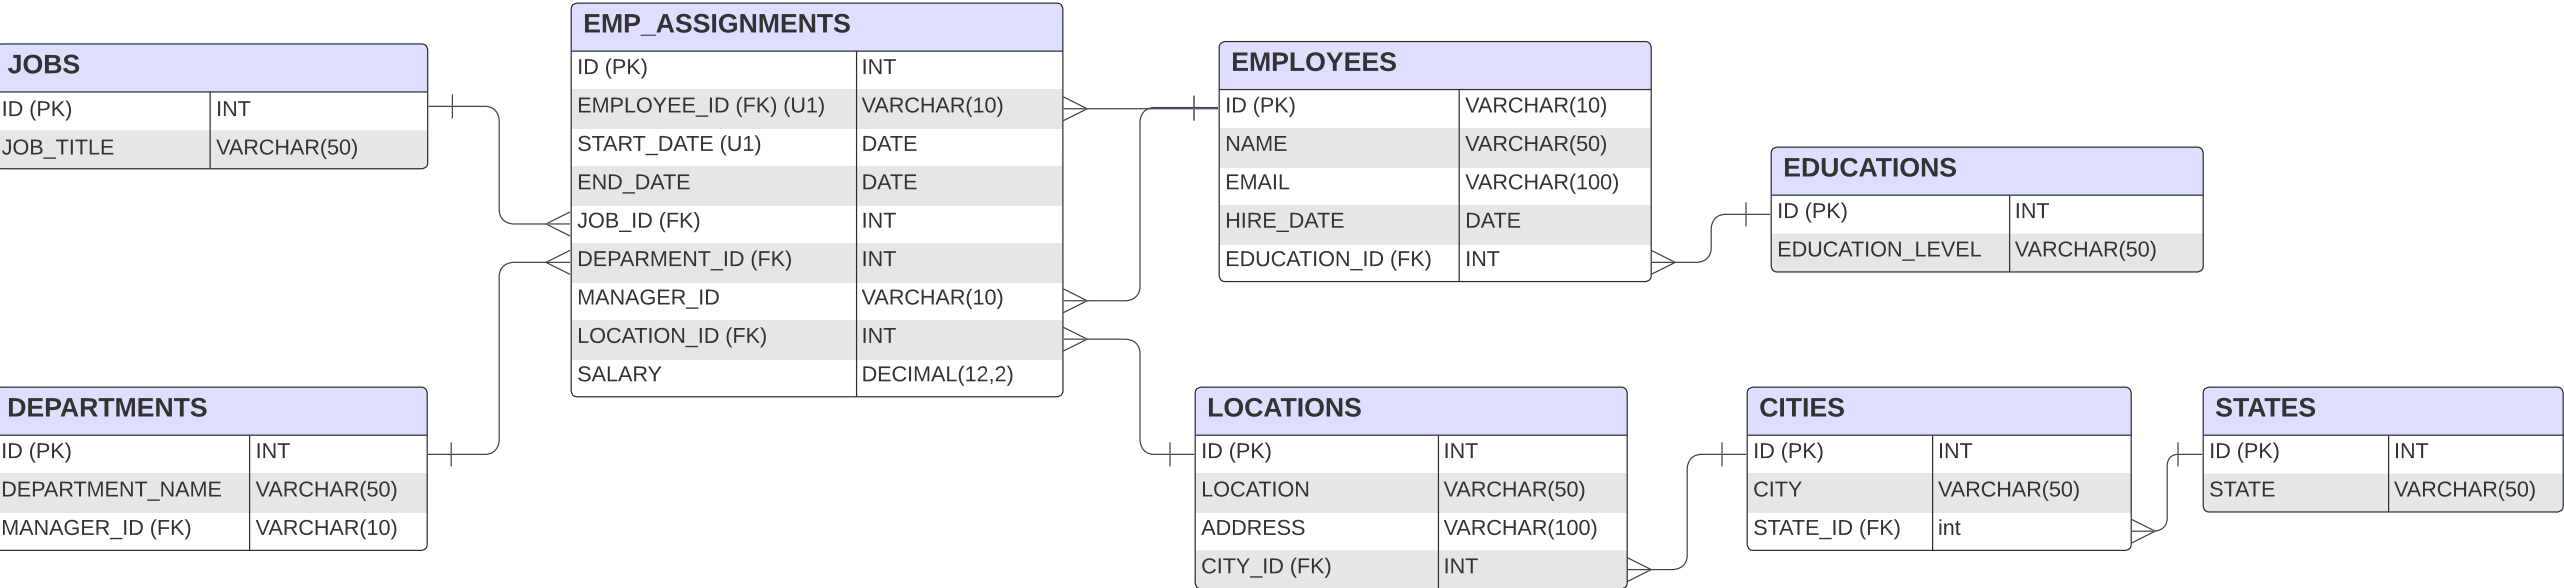 JOBS
ID (PK) INT
JOB_TITLE VARCHAR(50)
EMP_ASSIGNMENTS
ID (PK) INT
EMPLOYEE_ID (FK) (U1) VARCHAR(10)
START_DATE (U1) DATE
END_DATE DATE
JOB_ID (FK) INT
DEPARMENT_ID (FK) INT
MANAGER_ID VARCHAR(10)
LOCATION_ID (FK) INT
SALARY DECIMAL(12,2)
EMPLOYEES
ID (PK) VARCHAR(10)
NAME VARCHAR(50)
EMAIL VARCHAR(100)
HIRE_DATE DATE
EDUCATION_ID (FK) INT
EDUCATIONS
ID (PK) INT
EDUCATION_LEVEL VARCHAR(50)
DEPARTMENTS
ID (PK) INT
DEPARTMENT_NAME VARCHAR(50)
MANAGER_ID (FK) VARCHAR(10)
LOCATIONS
ID (PK) INT
LOCATION VARCHAR(50)
ADDRESS VARCHAR(100)
CITY_ID (FK) INT
CITIES
ID (PK) INT
CITY VARCHAR(50)
STATE_ID (FK) int
STATES
ID (PK) INT
STATE VARCHAR(50)